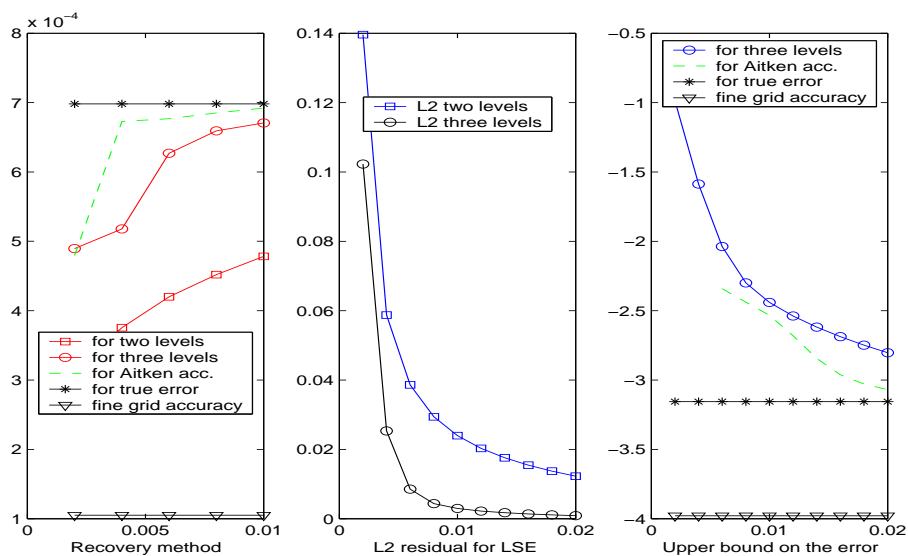 x 10⁻⁴
8
7
6
5
4
3
2
1
0
0.005
0.01
Recovery method
for two levels
for three levels
for Aitken acc.
for true error
fine grid accuracy
0.14
0.12
0.1
0.08
0.06
0.04
0.02
0
0
0.01
0.02
L2 residual for LSE
L2 two levels
L2 three levels
-0.5
-1
-1.5
-2
-2.5
-3
-3.5
-4
0
0.01
0.02
Upper bound on the error
for three levels
for Aitken acc.
for true error
fine grid accuracy